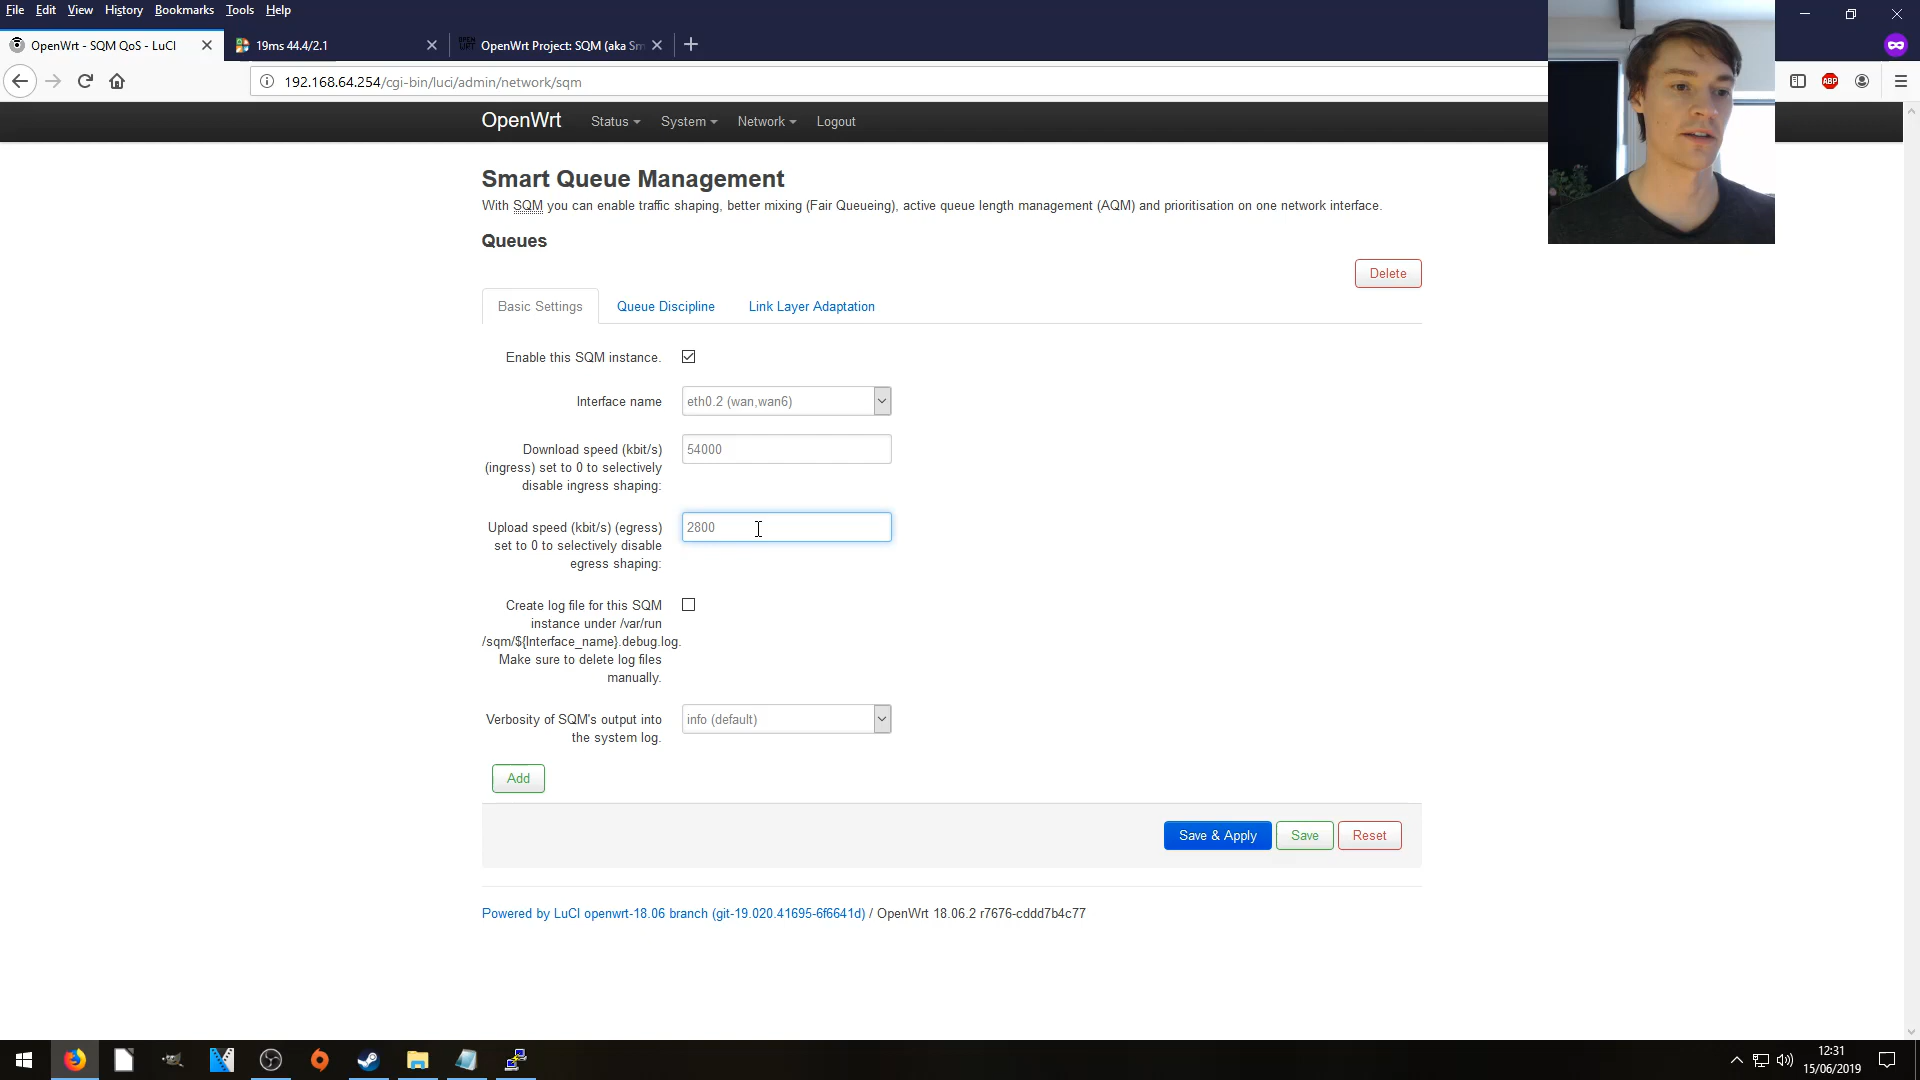 File Edit View History Bookmarks Tools Help
OpenWrt - SQM QoS - LuCI
19ms 44.4/2.1
OpenWrt Project: SQM (aka Sm
192.168.64.254/cgi-bin/luci/admin/network/sqm
ABP
OpenWrt Status System Network Logout
Smart Queue Management
With SQM you can enable traffic shaping, better mixing (Fair Queueing), active queue length management (AQM) and prioritisation on one network interface.
Queues
Delete
Basic Settings Queue Discipline Link Layer Adaptation
Enable this SQM instance.
Interface name eth0.2 (wan,wan6)
Download speed (kbit/s) 54000
(ingress) set to 0 to selectively
disable ingress shaping:
Upload speed (kbit/s) (egress) 2800
set to 0 to selectively disable
egress shaping:
Create log file for this SQM
instance under /var/run
/sqm/${Interface_name}.debug.log.
Make sure to delete log files
manually.
Verbosity of SQM's output into info (default)
the system log.
Add
Save & Apply Save Reset
Powered by LuCI openwrt-18.06 branch (git-19.020.41695-6f6641d) / OpenWrt 18.06.2 r7676-cddd7b4c77
12:31
15/06/2019